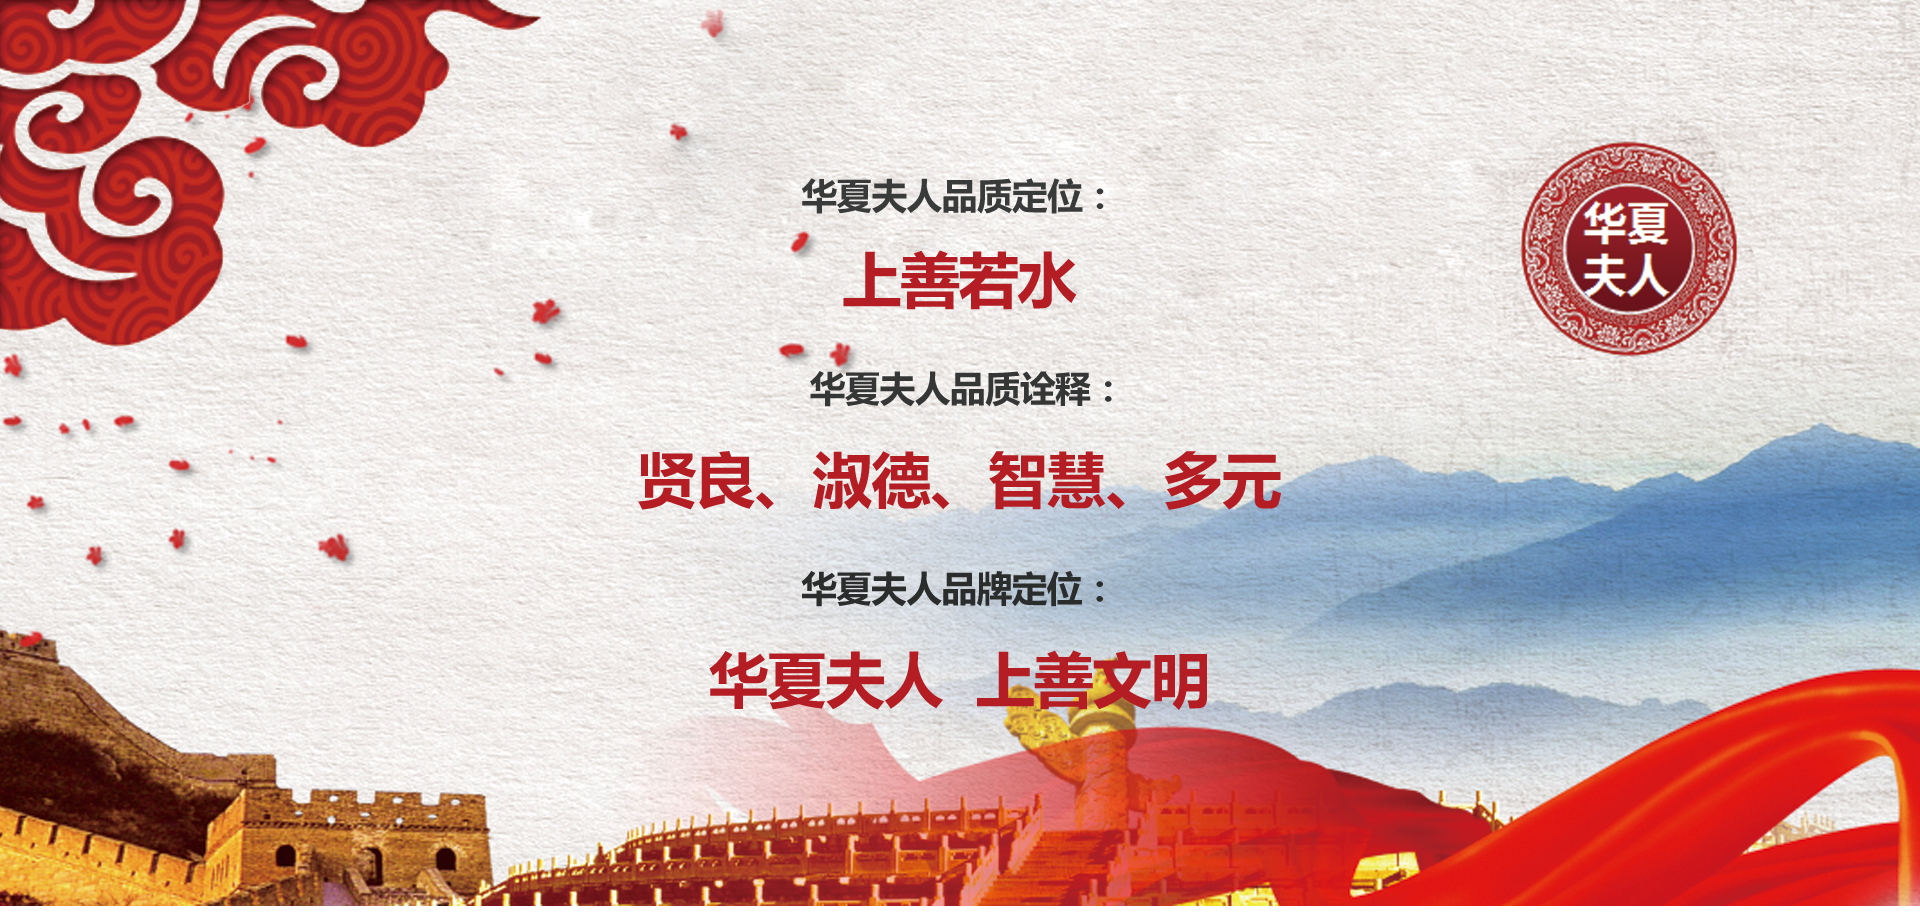 华夏夫人品质定位：
上善若水
华夏
夫人
华夏夫人品质诠释：
贤良、淑德、智慧、多元
华夏夫人品牌定位：
华夏夫人 上善文明